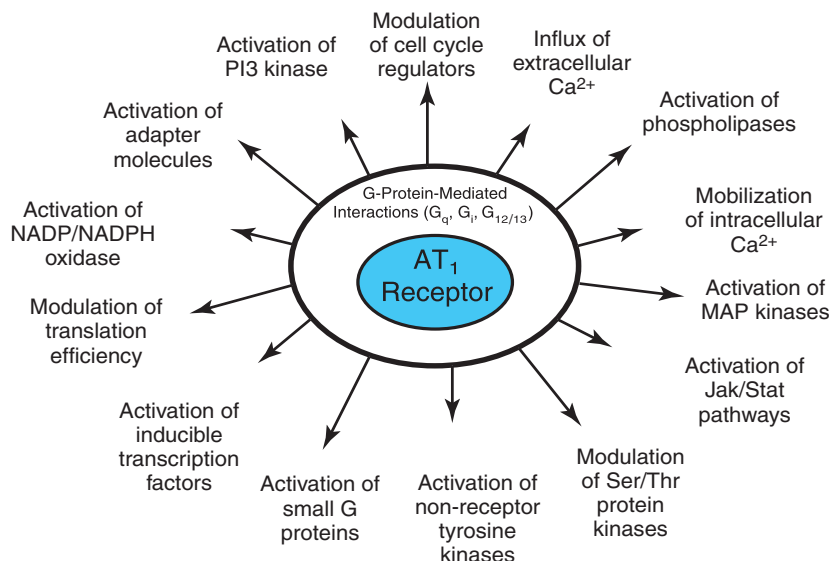 Modulation
of cell cycle
regulators
Activation of
PI3 kinase
Influx of
extracellular
Ca²⁺
Activation of
adapter
molecules
Activation of
phospholipases
G-Protein-Mediated
Interactions (Gq, Gi, G12/13)
AT₁
Receptor
Activation of
NADP/NADPH
oxidase
Mobilization
of intracellular
Ca²⁺
Modulation of
translation
efficiency
Activation of
MAP kinases
Activation of
Jak/Stat
pathways
Activation of
inducible
transcription
factors
Activation of
small G
proteins
Activation of
non-receptor
tyrosine
kinases
Modulation
of Ser/Thr
protein
kinases